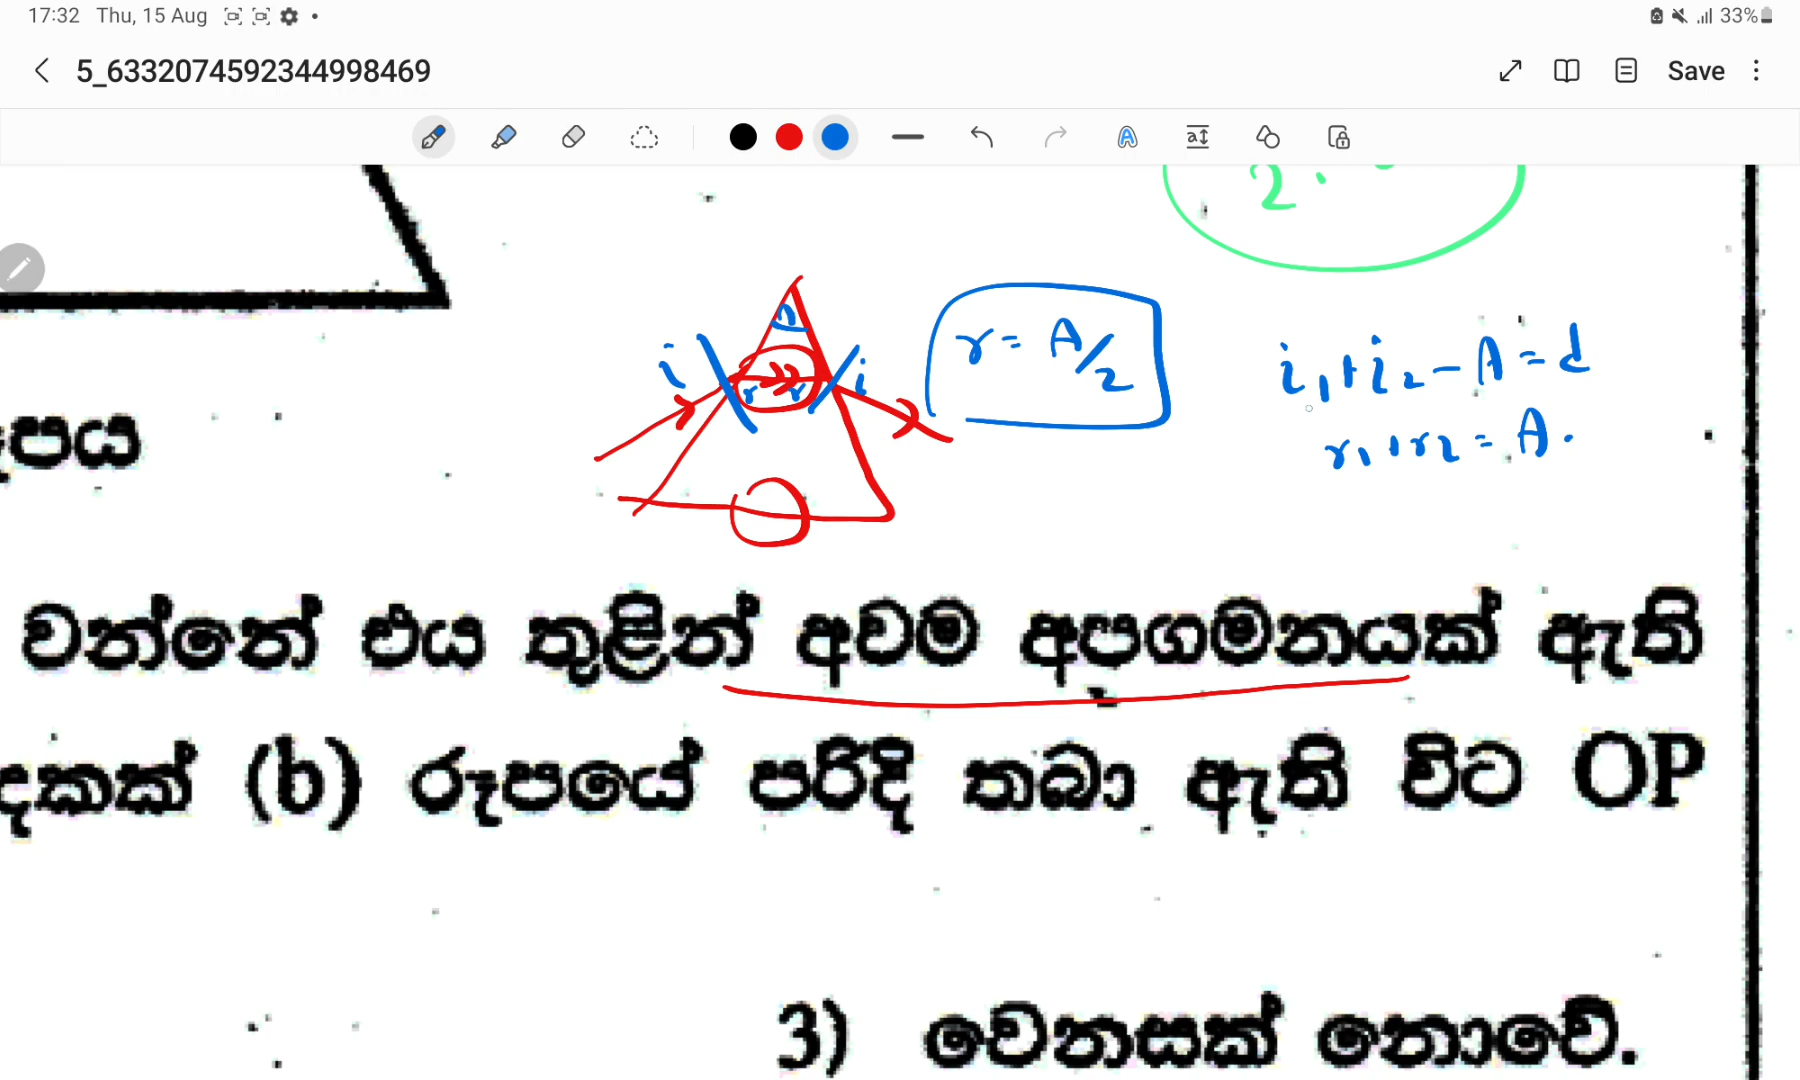 17:32 Thu, 15 Aug
33%
5_6332074592344998469
Save
2.
A
i
i
r
r
r = A/2
i₁+i₂-A=d
r₁+r₂=A.
වන්නේ එය තුළින් අවම අපගමනයක් ඇති
දකක් (b) රූපයේ පරිදි තබා ඇති විට OP
3) වෙනසක් නොවේ.